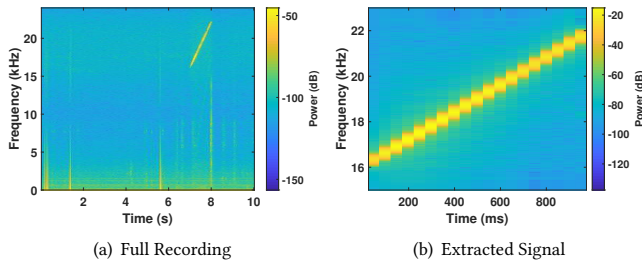 20
15
10
5
0
Frequency (kHz)
0 2 4 6 8 10
Time (s)
-50
-100
-150
Power (dB)
(a) Full Recording
22
20
18
16
Frequency (kHz)
200 400 600 800
Time (ms)
-20
-40
-60
-80
-100
-120
Power (dB)
(b) Extracted Signal